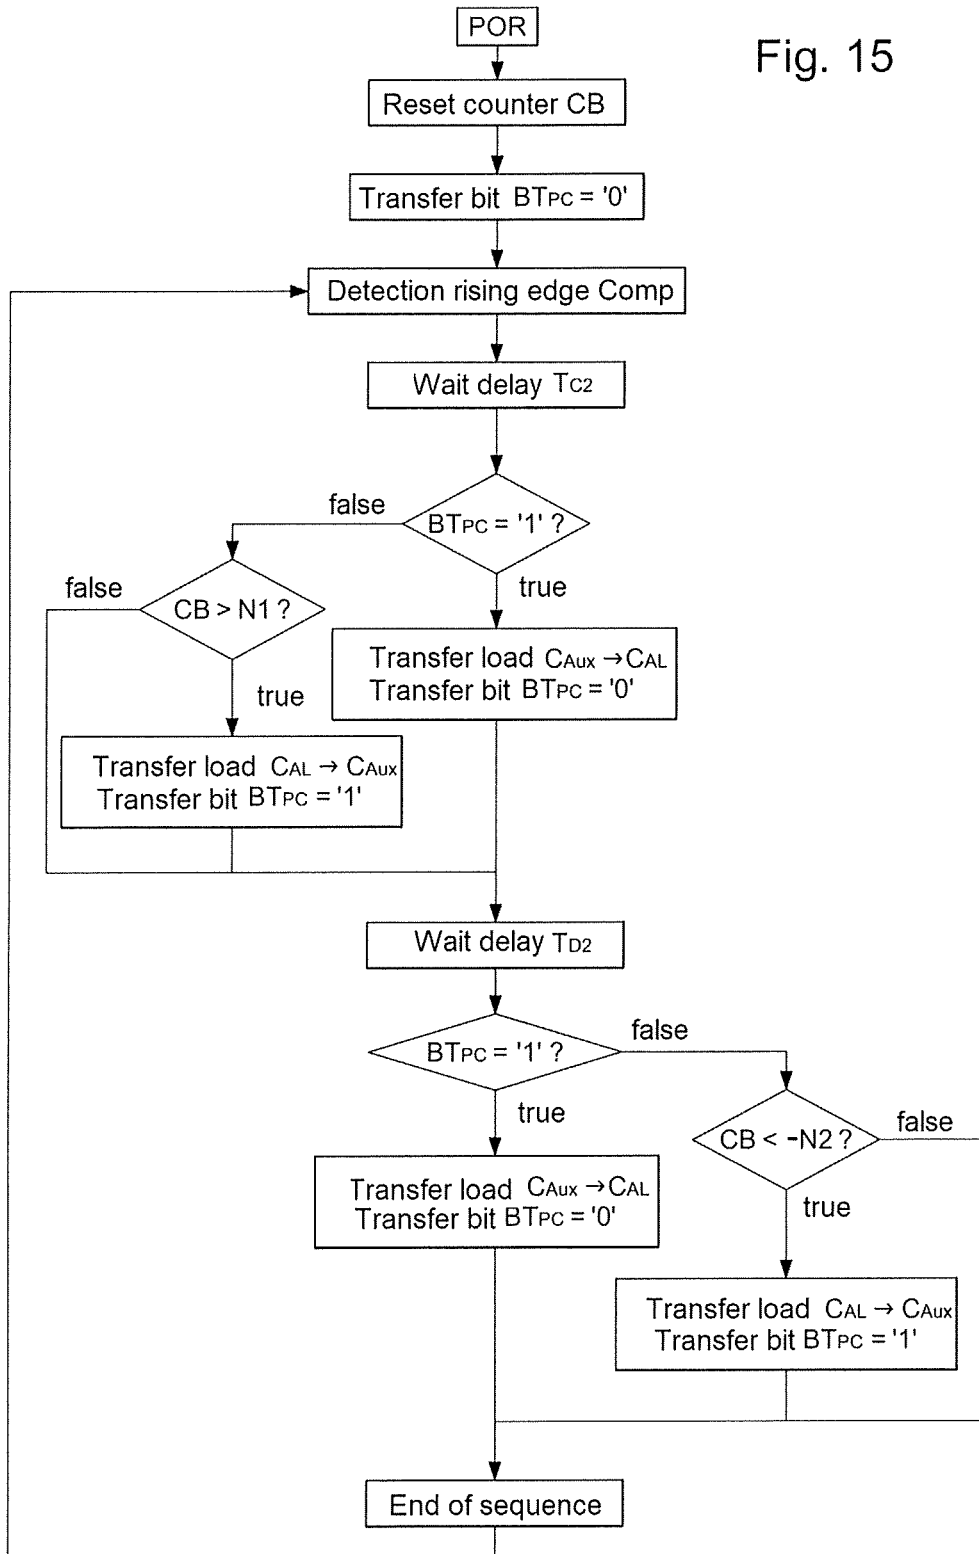 POR
Fig. 15
Reset counter CB
Transfer bit BTPC = '0'
Detection rising edge Comp
Wait delay TC2
false
BTPC = '1' ?
false
true
CB > N1 ?
Transfer load CAux → CAL
Transfer bit BTPC = '0'
true
Transfer load CAL → CAux
Transfer bit BTPC = '1'
Wait delay TD2
false
BTPC = '1' ?
true
false
CB < -N2 ?
Transfer load CAux → CAL
Transfer bit BTPC = '0'
true
Transfer load CAL → CAux
Transfer bit BTPC = '1'
End of sequence